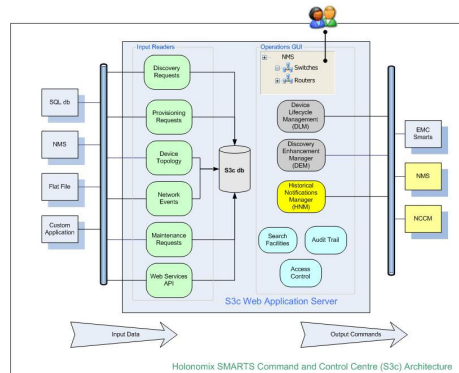 Input Readers
Operations GUI
NMS
Switches
Routers
Discovery
Requests
Provisioning
Requests
Device
Topology
Network
Events
Maintenance
Requests
Web Services
API
SQL db
NMS
Flat File
Custom
Application
S3c db
Device
Lifecycle
Management
(DLM)
Discovery
Enhancement
Manager
(DEM)
Historical
Notifications
Manager
(HNM)
Search
Facilities
Audit Trail
Access
Control
EMC
Smarts
NMS
NCCM
S3c Web Application Server
Input Data
Output Commands
Holonomix SMARTS Command and Control Centre (S3c) Architecture